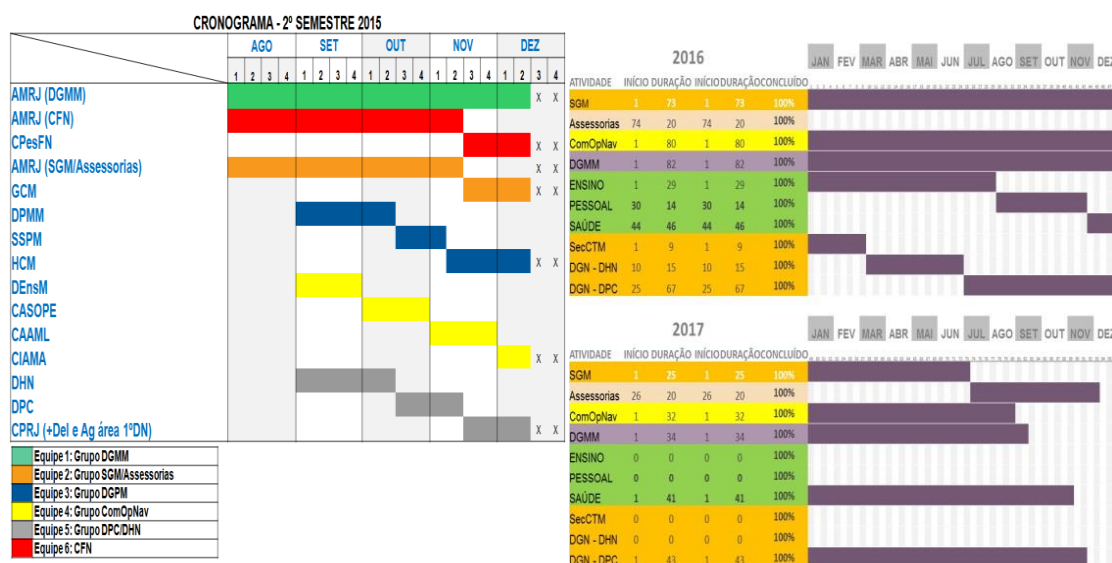 CRONOGRAMA - 2º SEMESTRE 2015
AGO SET OUT NOV DEZ
1 2 3 4 1 2 3 4 1 2 3 4 1 2 3 4 1 2 3 4
AMRJ (DGMM) X X
AMRJ (CFN)
CPesFN X X
AMRJ (SGM/Assessorias) X X
GCM X X
DPMM
SSPM
HCM X X
DEnsM
CASOPE
CAAML
CIAMA X X
DHN
DPC
CPRJ (+Del e Ag área 1ºDN) X X
Equipe 1: Grupo DGMM
Equipe 2: Grupo SGM/Assessorias
Equipe 3: Grupo DGPM
Equipe 4: Grupo ComOpNav
Equipe 5: Grupo DPC/DHN
Equipe 6: CFN
2016
JAN FEV MAR ABR MAI JUN JUL AGO SET OUT NOV DEZ
ATIVIDADE INÍCIO DURAÇÃO INÍCIO DURAÇÃO CONCLUÍDO
SGM 1 73 1 73 100%
Assessorias 74 20 74 20 100%
ComOpNav 1 80 1 80 100%
DGMM 1 82 1 82 100%
ENSINO 1 29 1 29 100%
PESSOAL 30 14 30 14 100%
SAÚDE 44 46 44 46 100%
SecCTM 1 9 1 9 100%
DGN - DHN 10 15 10 15 100%
DGN - DPC 25 67 25 67 100%
2017
JAN FEV MAR ABR MAI JUN JUL AGO SET OUT NOV DEZ
ATIVIDADE INÍCIO DURAÇÃO INÍCIO DURAÇÃO CONCLUÍDO
SGM 1 25 1 25 100%
Assessorias 26 20 26 20 100%
ComOpNav 1 32 1 32 100%
DGMM 1 34 1 34 100%
ENSINO 0 0 0 0 100%
PESSOAL 0 0 0 0 100%
SAÚDE 1 41 1 41 100%
SecCTM 0 0 0 0 100%
DGN - DHN 0 0 0 0 100%
DGN - DPC 1 43 1 43 100%